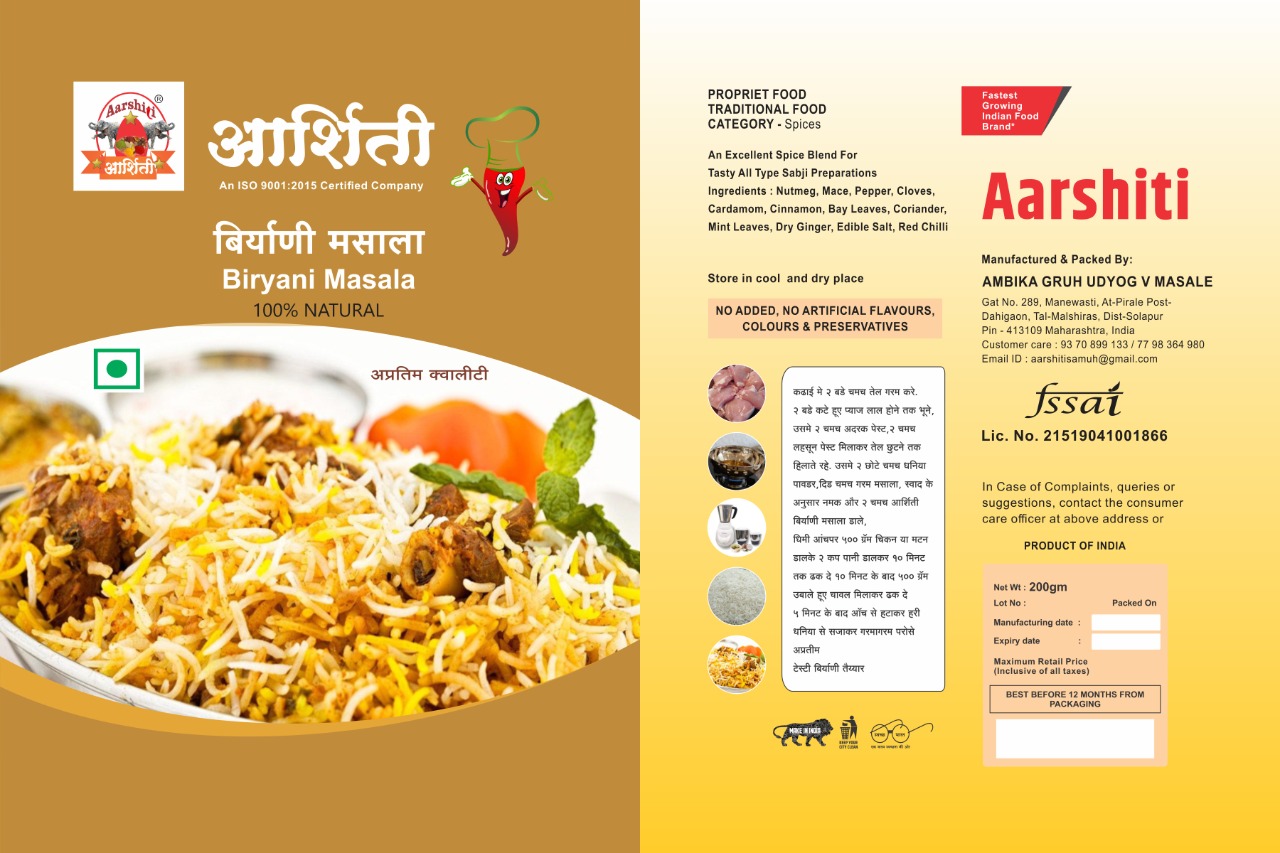 Aarshiti
®
आर्शिती
आर्शिती
An ISO 9001:2015 Certified Company
बिर्याणी मसाला
Biryani Masala
100% NATURAL
अप्रतिम क्वालीटी
PROPRIET FOOD
TRADITIONAL FOOD
CATEGORY - Spices
An Excellent Spice Blend For
Tasty All Type Sabji Preparations
Ingredients : Nutmeg, Mace, Pepper, Cloves,
Cardamom, Cinnamon, Bay Leaves, Coriander,
Mint Leaves, Dry Ginger, Edible Salt, Red Chilli
Store in cool and dry place
NO ADDED, NO ARTIFICIAL FLAVOURS,
COLOURS & PRESERVATIVES
कढाई मे २ बडे चमच तेल गरम करे.
२ बडे कटे हूए प्याज लाल होने तक भूने,
उसमे २ चमच अदरक पेस्ट,२ चमच
लहसून पेस्ट मिलाकर तेल छुटने तक
हिलाते रहे. उसमे २ छोटे चमच धनिया
पावडर,दिड चमच गरम मसाला, स्वाद के
अनुसार नमक और २ चमच आर्शिती
बिर्याणी मसाला डाले,
धिमी आंचपर ५०० ग्रॅम चिकन या मटन
डालके २ कप पानी डालकर १० मिनट
तक ढक दे १० मिनट के बाद ५०० ग्रॅम
उबाले हूए चावल मिलाकर ढक दे
५ मिनट के बाद आँच से हटाकर हरी
धनिया से सजाकर गरमागरम परोसे
अप्रतीम
टेस्टी बिर्याणी तैय्यार
MAKE IN INDIA
KEEP YOUR
CITY CLEAN
स्वच्छ भारत
एक कदम स्वच्छता की ओर
Fastest
Growing
Indian Food
Brand*
Aarshiti
Manufactured & Packed By:
AMBIKA GRUH UDYOG V MASALE
Gat No. 289, Manewasti, At-Pirale Post-
Dahigaon, Tal-Malshiras, Dist-Solapur
Pin - 413109 Maharashtra, India
Customer care : 93 70 899 133 / 77 98 364 980
Email ID : aarshitisamuh@gmail.com
fssai
Lic. No. 21519041001866
In Case of Complaints, queries or
suggestions, contact the consumer
care officer at above address or
PRODUCT OF INDIA
Net Wt : 200gm
Lot No : Packed On
Manufacturing date :
Expiry date :
Maximum Retail Price
(Inclusive of all taxes)
BEST BEFORE 12 MONTHS FROM
PACKAGING